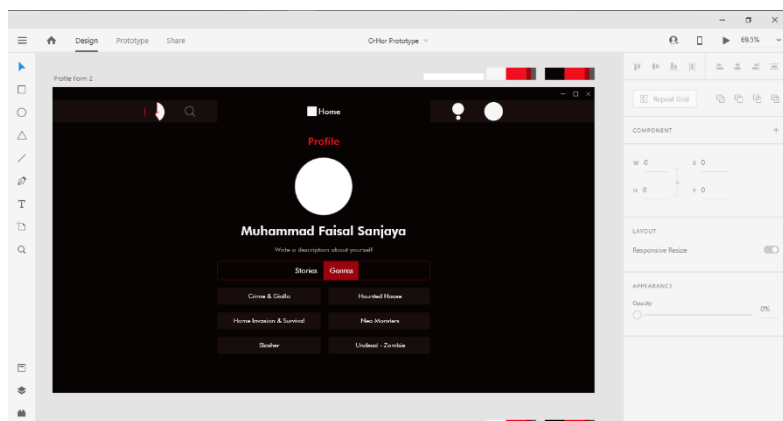 Design Prototype Share
OrHor Prototype
69.5%
Profile Form 2
Home
Profile
Muhammad Faisal Sanjaya
Write a description about yourself
Stories Genres
Crime & Giallo Haunted House
Home Invasion & Survival Neo Monsters
Slasher Undead - Zombie
Repeat Grid
COMPONENT
W 0 X 0
H 0 Y 0
LAYOUT
Responsive Resize
APPEARANCE
Opacity
0%